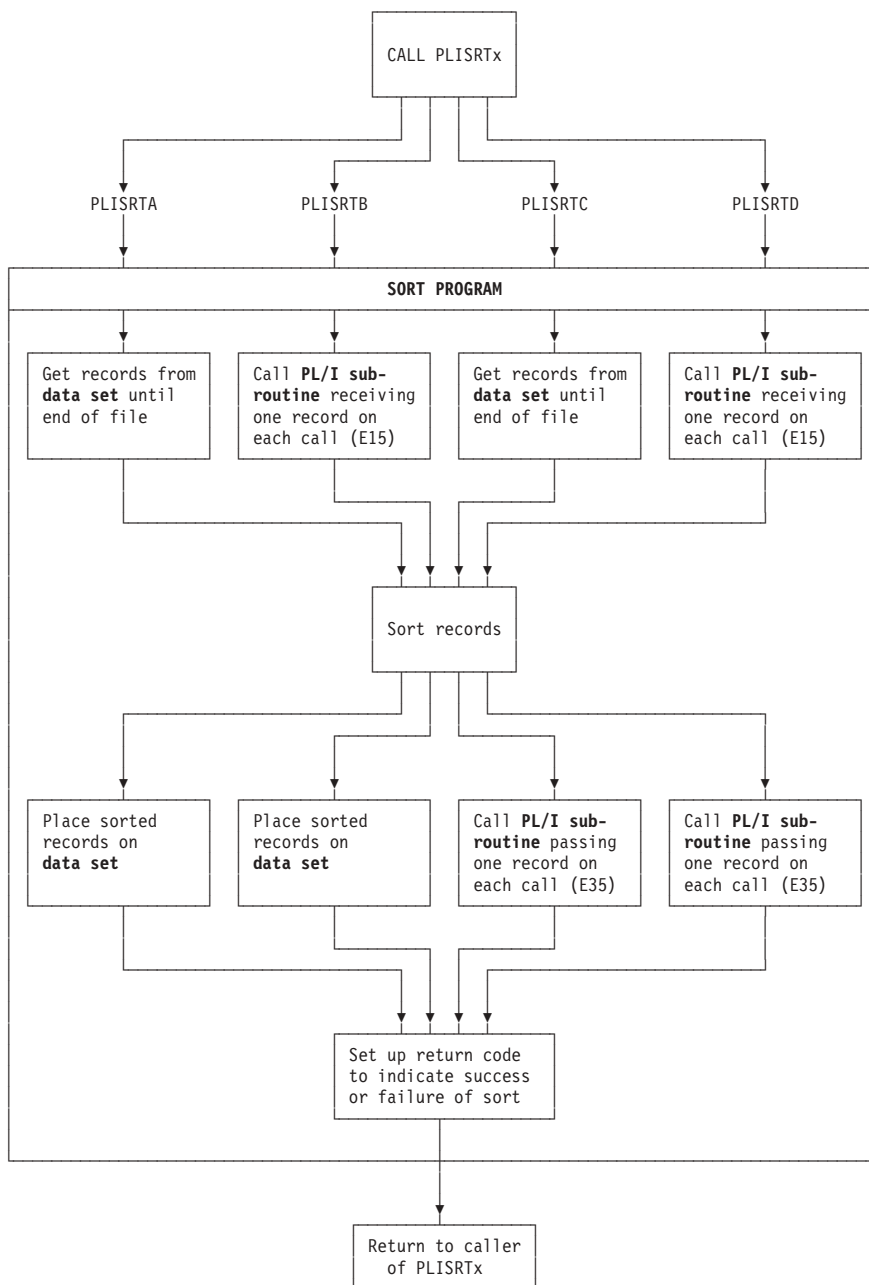 CALL PLISRTx
PLISRTA PLISRTB PLISRTC PLISRTD
SORT PROGRAM
Get records from
data set until
end of file
Call PL/I sub-
routine receiving
one record on
each call (E15)
Get records from
data set until
end of file
Call PL/I sub-
routine receiving
one record on
each call (E15)
Sort records
Place sorted
records on
data set
Place sorted
records on
data set
Call PL/I sub-
routine passing
one record on
each call (E35)
Call PL/I sub-
routine passing
one record on
each call (E35)
Set up return code
to indicate success
or failure of sort
Return to caller
of PLISRTx